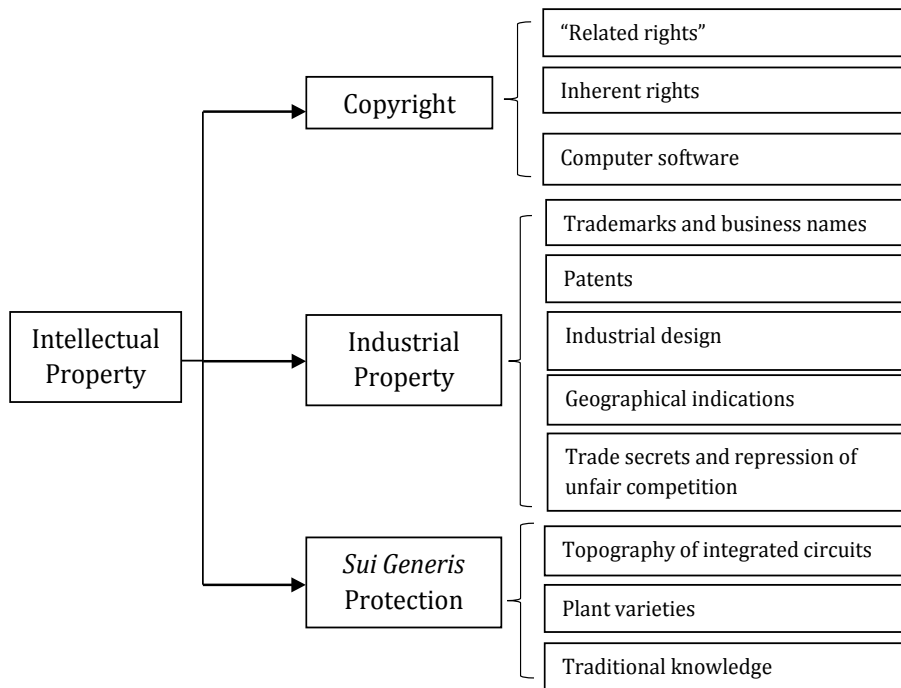 Intellectual
Property
Copyright
“Related rights”
Inherent rights
Computer software
Industrial
Property
Trademarks and business names
Patents
Industrial design
Geographical indications
Trade secrets and repression of
unfair competition
Sui Generis
Protection
Topography of integrated circuits
Plant varieties
Traditional knowledge